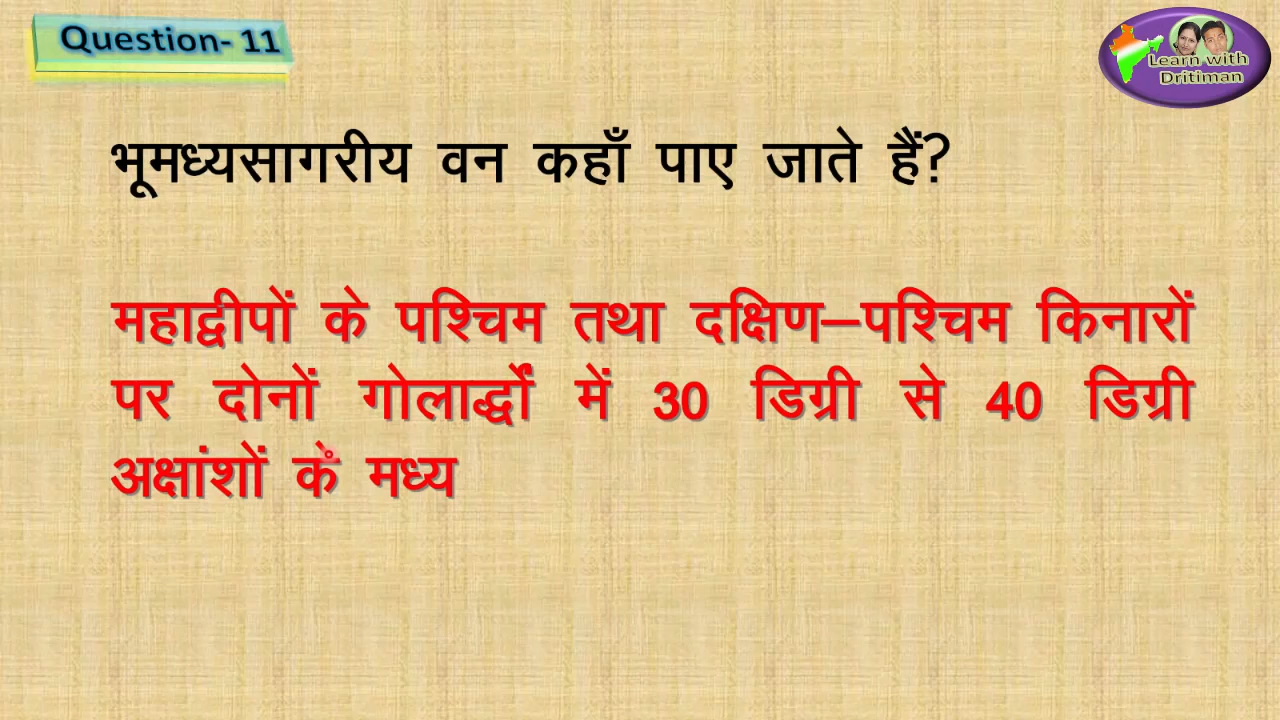 Question- 11
Learn with
Dritiman
भूमध्यसागरीय वन कहाँ पाए जाते हैं?
महाद्वीपों के पश्चिम तथा दक्षिण–पश्चिम किनारों
पर दोनों गोलार्द्धों में 30 डिग्री से 40 डिग्री
अक्षांशों के मध्य